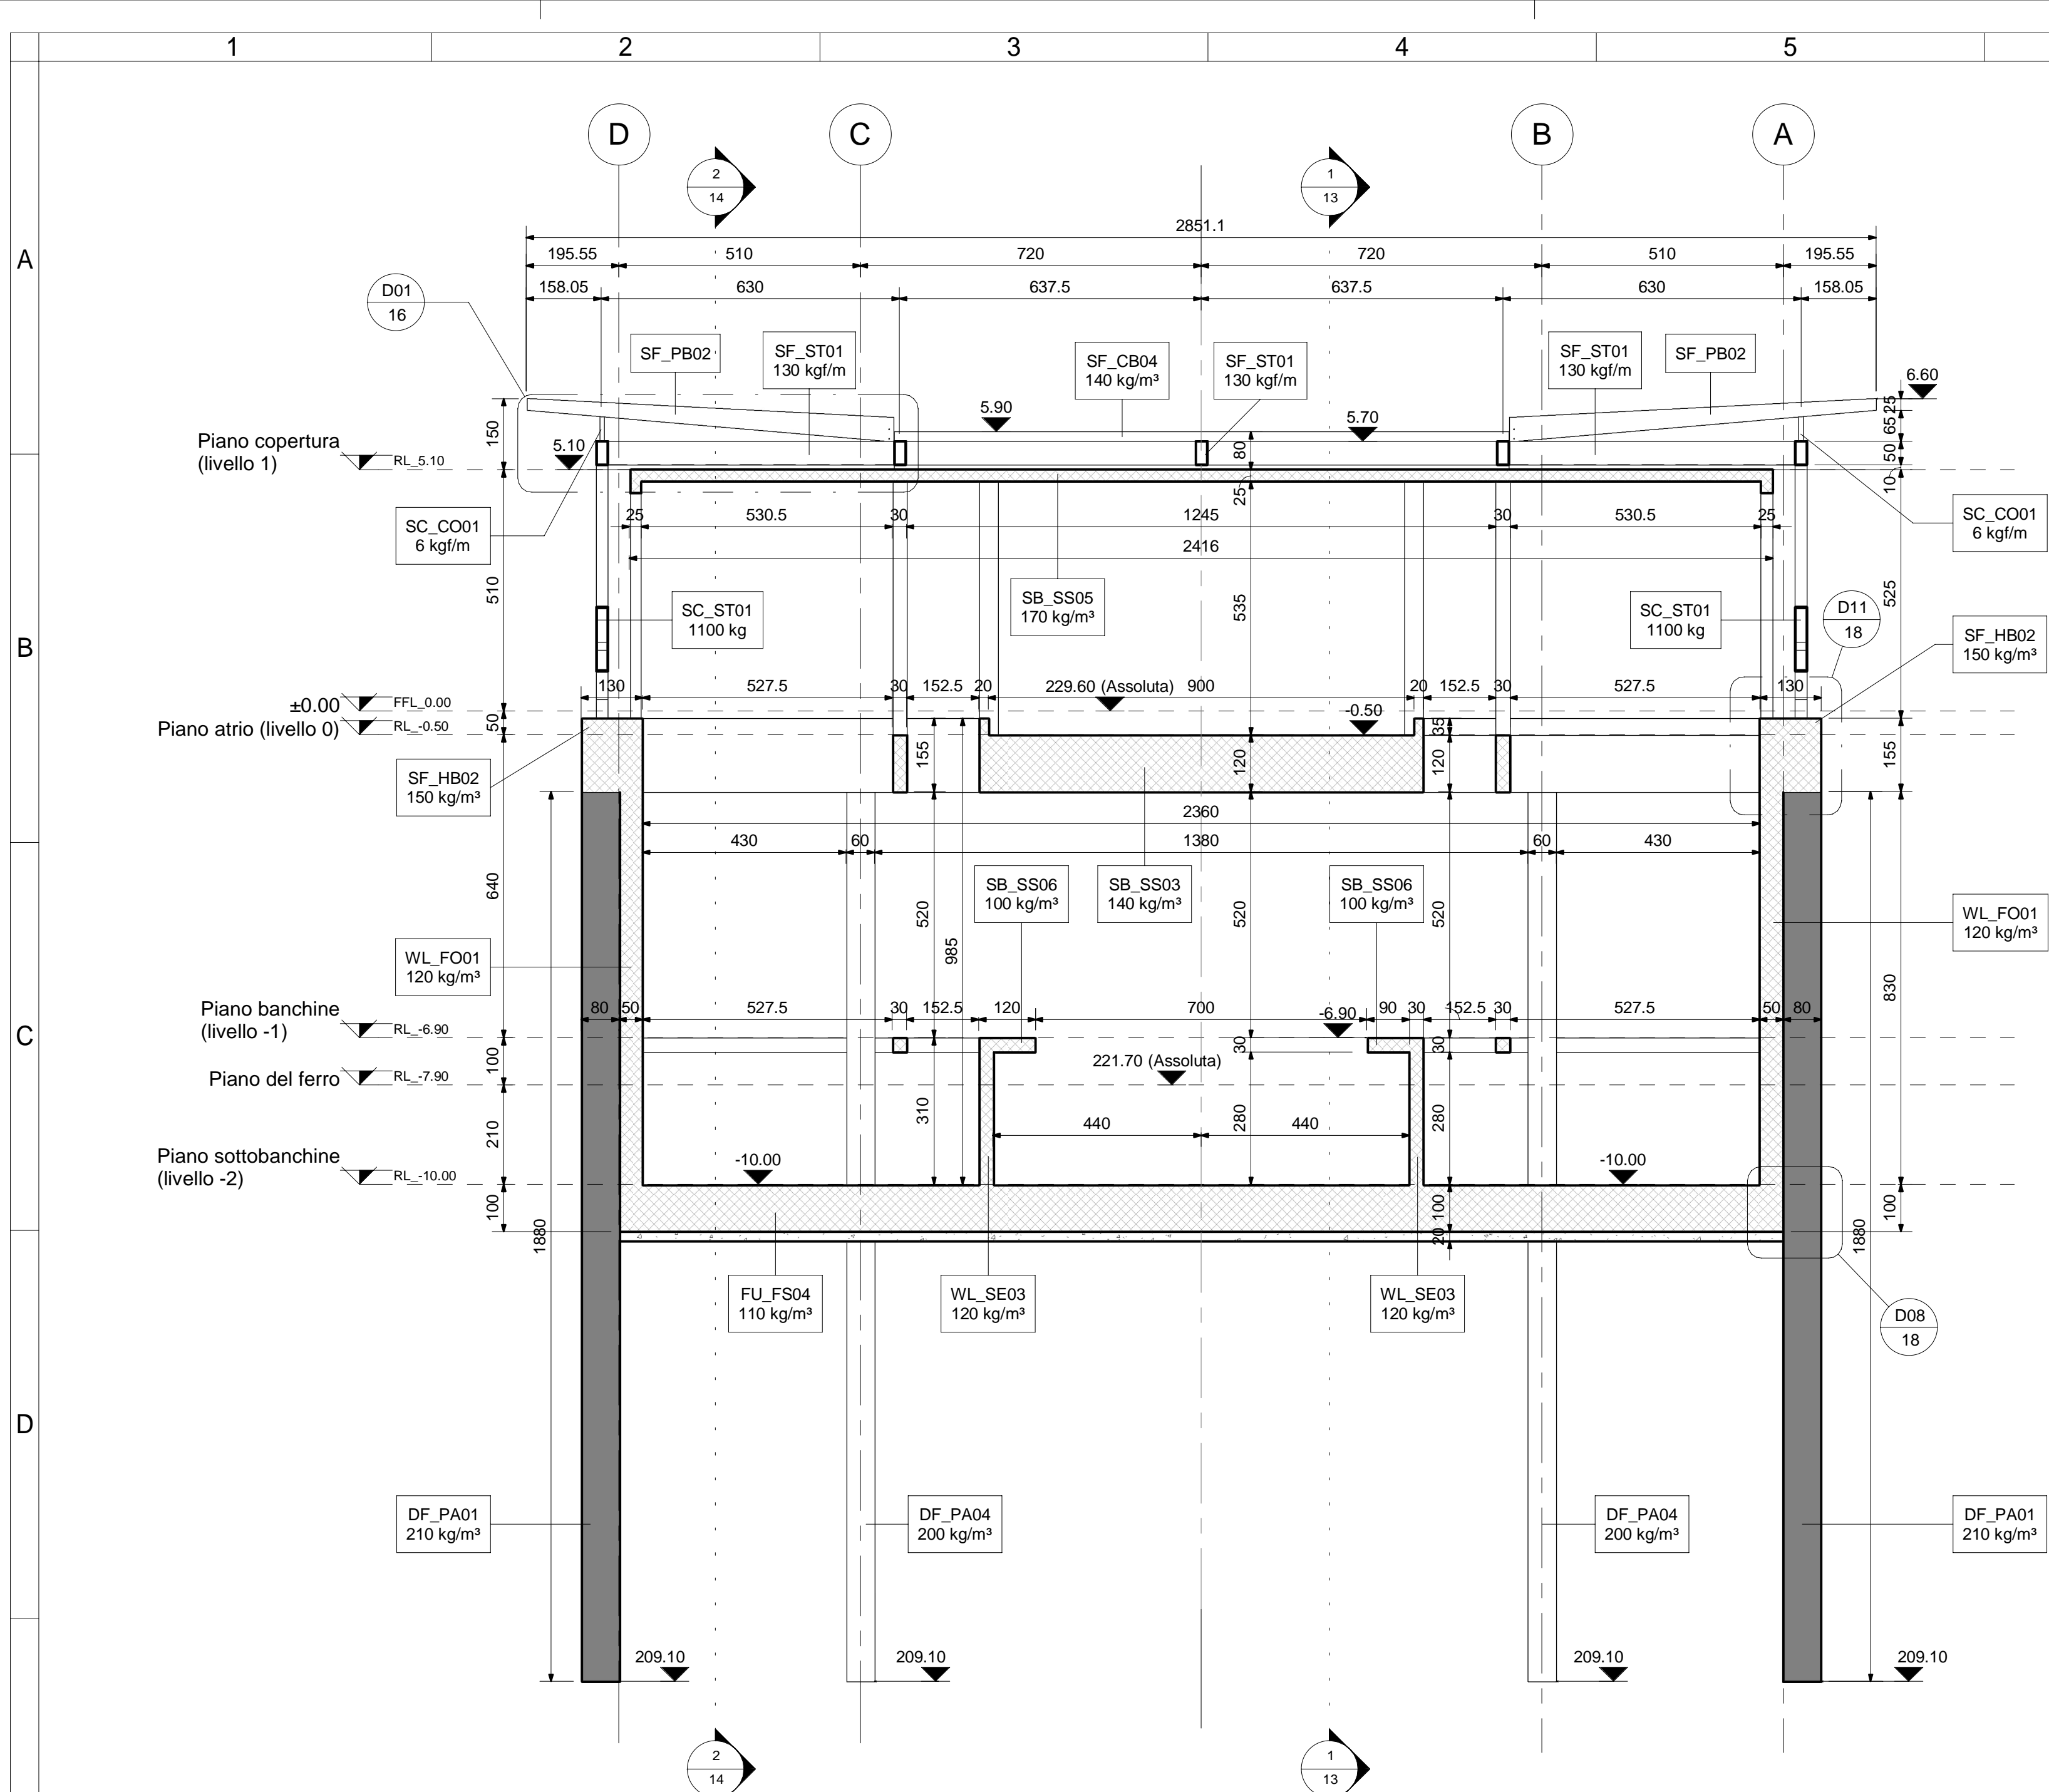 1 2 3 4 5
D C B A
2
14
1
13
2851.1
195.55 510 720 720 510 195.55
158.05 630 637.5 637.5 630 158.05
A
D01
16
SF_PB02
SF_ST01
130 kgf/m
SF_CB04
140 kg/m³
SF_ST01
130 kgf/m
SF_ST01
130 kgf/m
SF_PB02
6.60
25
65
50
10
150
5.90
5.70
80
Piano copertura
(livello 1)
RL_5.10
5.10
25
25 530.5 30 1245 30 530.5 25
2416
SC_CO01
6 kgf/m
SC_CO01
6 kgf/m
510
535
525
SB_SS05
170 kg/m³
SC_ST01
1100 kg
SC_ST01
1100 kg
D11
18
SF_HB02
150 kg/m³
B
130 527.5 30 152.5 20 229.60 (Assoluta) 900 20 152.5 30 527.5 130
±0.00
FFL_0.00
Piano atrio (livello 0)
RL_-0.50
50
-0.50
35
155
120
120
155
SF_HB02
150 kg/m³
2360
430 60 1380 60 430
640
SB_SS06
100 kg/m³
SB_SS03
140 kg/m³
SB_SS06
100 kg/m³
520
985
520
520
830
WL_FO01
120 kg/m³
WL_FO01
120 kg/m³
80 50 527.5 30 152.5 120 700 90 30 152.5 30 527.5 50 80
C
Piano banchine
(livello -1)
RL_-6.90
-6.90
30
30
221.70 (Assoluta)
100
Piano del ferro
RL_-7.90
310
280
280
210
440 440
Piano sottobanchine
(livello -2)
RL_-10.00
-10.00
-10.00
100
100
20
100
1880
1880
FU_FS04
110 kg/m³
WL_SE03
120 kg/m³
WL_SE03
120 kg/m³
D08
18
D
DF_PA01
210 kg/m³
DF_PA04
200 kg/m³
DF_PA04
200 kg/m³
DF_PA01
210 kg/m³
209.10 209.10 209.10 209.10
2
14
1
13